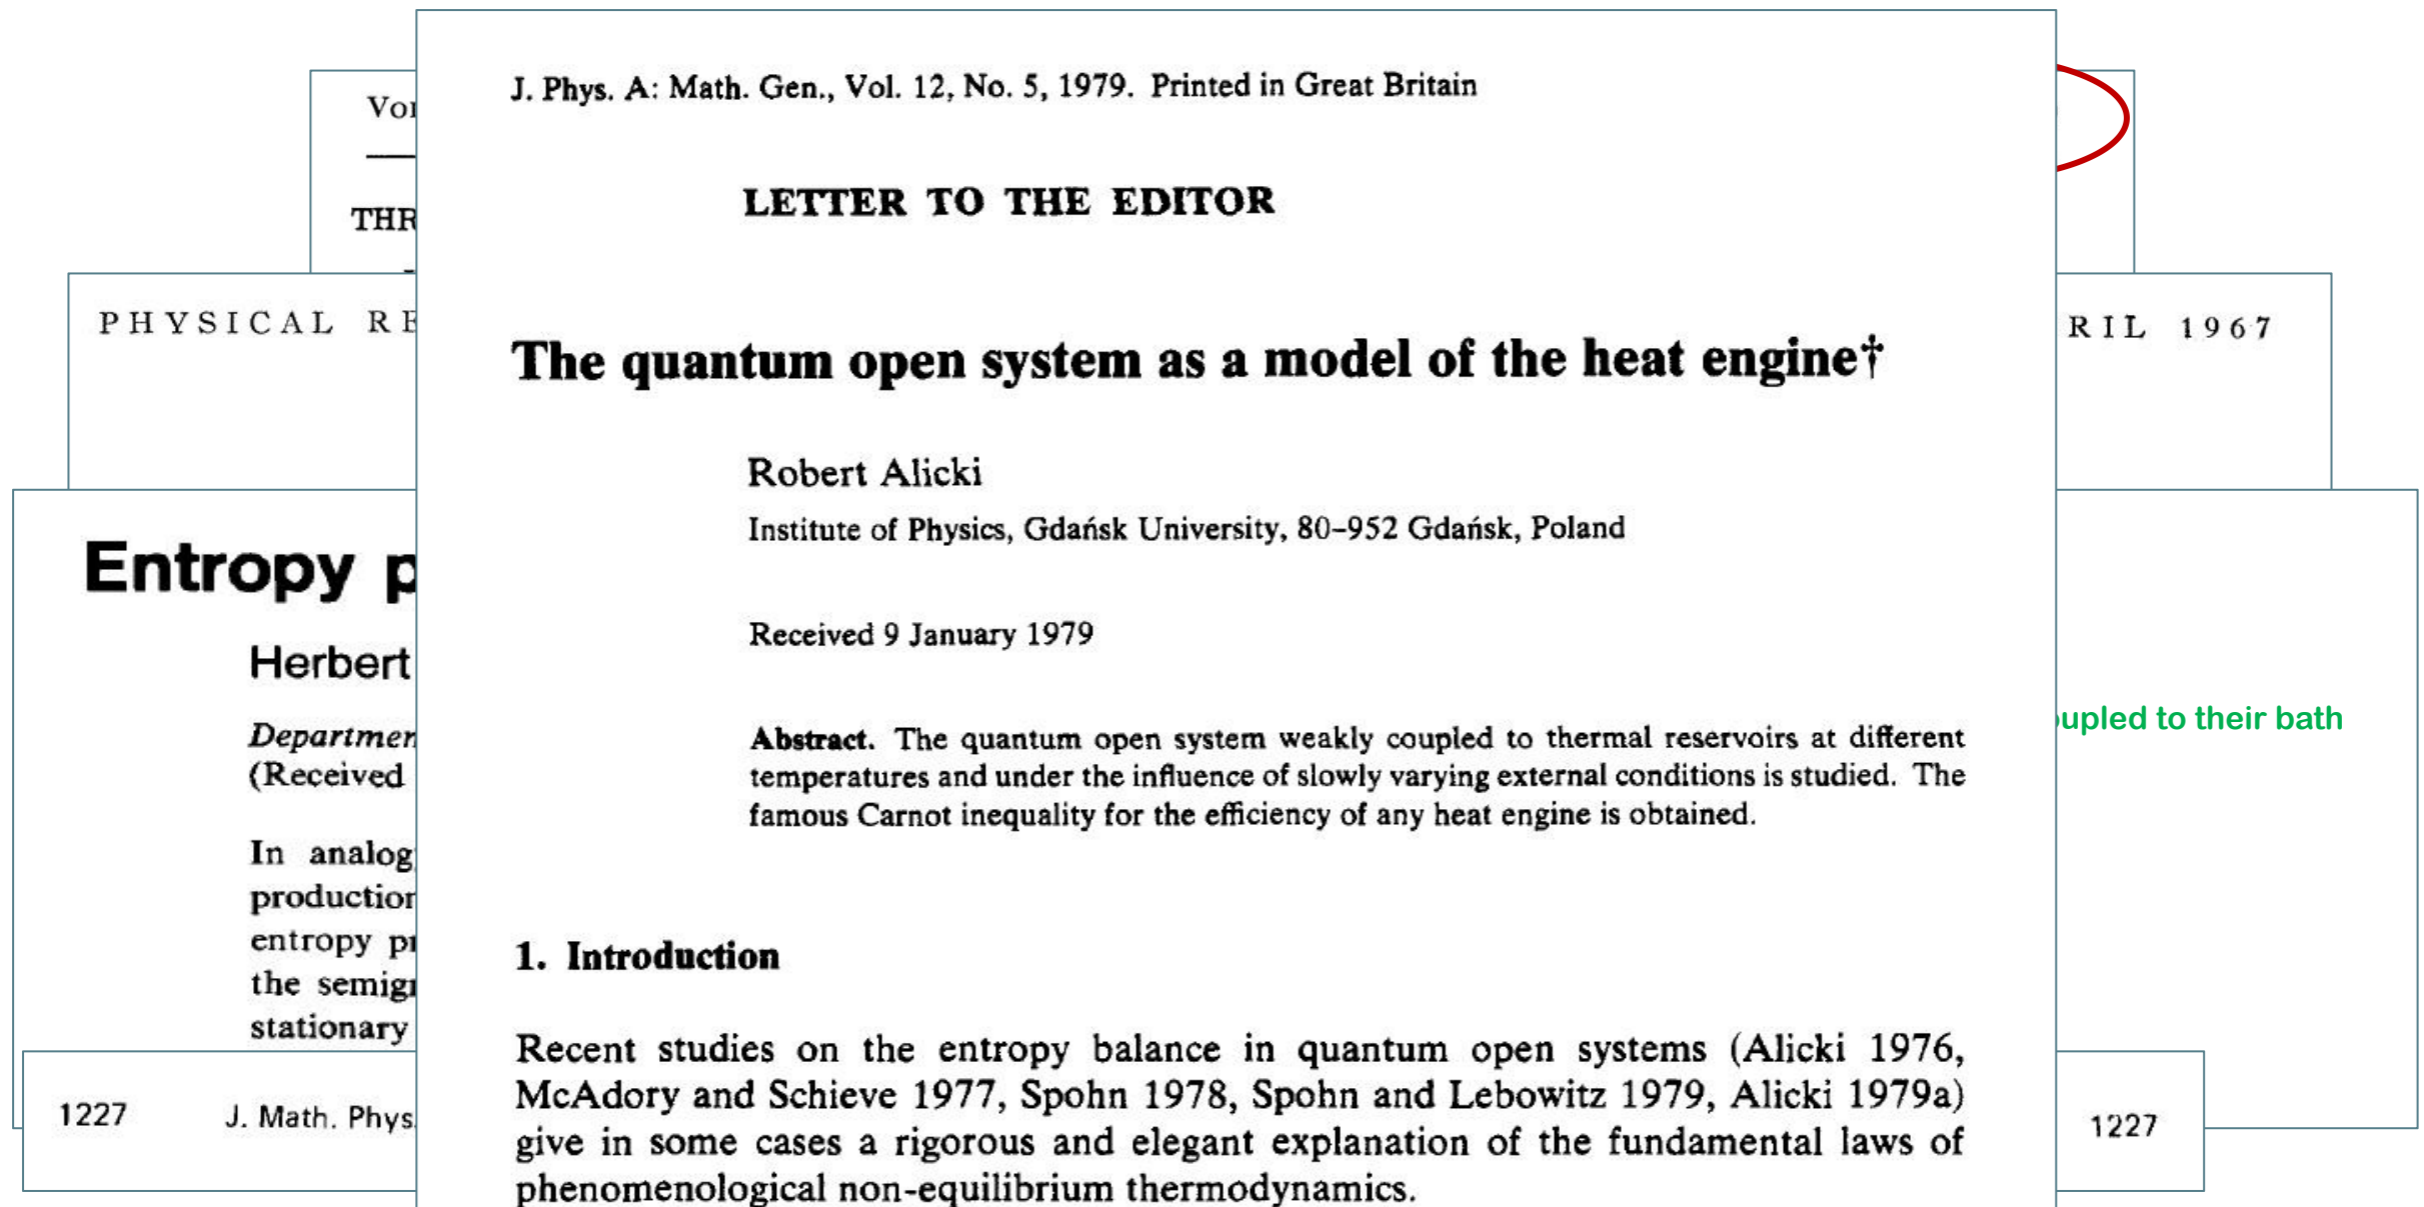 J. Phys. A: Math. Gen., Vol. 12, No. 5, 1979. Printed in Great Britain
LETTER TO THE EDITOR
The quantum open system as a model of the heat engine†
Robert Alicki
Institute of Physics, Gdańsk University, 80–952 Gdańsk, Poland
Received 9 January 1979
Abstract. The quantum open system weakly coupled to thermal reservoirs at different
temperatures and under the influence of slowly varying external conditions is studied. The
famous Carnot inequality for the efficiency of any heat engine is obtained.
1. Introduction
Recent studies on the entropy balance in quantum open systems (Alicki 1976,
McAdory and Schieve 1977, Spohn 1978, Spohn and Lebowitz 1979, Alicki 1979a)
give in some cases a rigorous and elegant explanation of the fundamental laws of
phenomenological non-equilibrium thermodynamics.
THR
PHYSICAL RE
RIL 1967
Entropy p
Herbert
Departmen
(Received
In analog
production
entropy pr
the semigr
stationary
upled to their bath
1227 J. Math. Phys.
1227